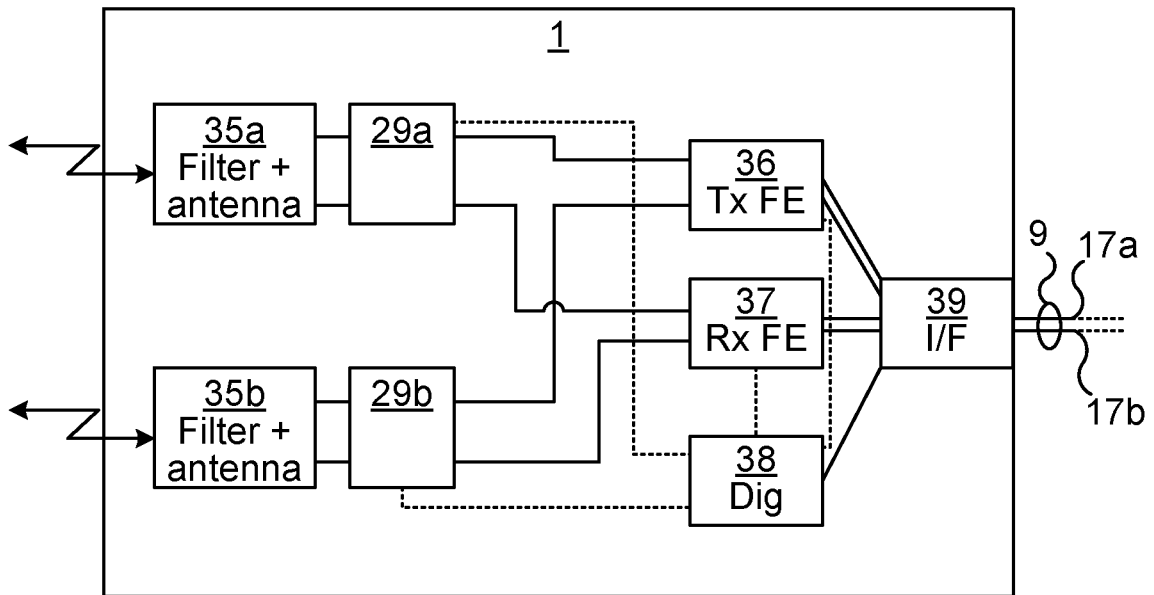 1
35a
Filter +
antenna
29a
36
Tx FE
9
17a
37
Rx FE
39
I/F
35b
Filter +
antenna
29b
17b
38
Dig